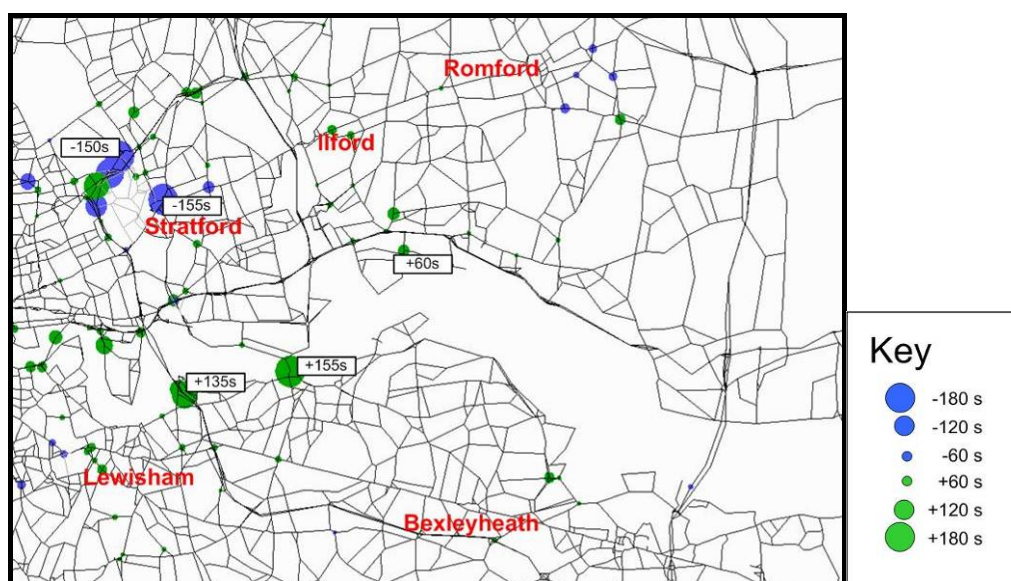 Romford
Ilford
-150s
-155s
Stratford
+60s
+155s
+135s
Lewisham
Bexleyheath
Key
-180 s
-120 s
-60 s
+60 s
+120 s
+180 s